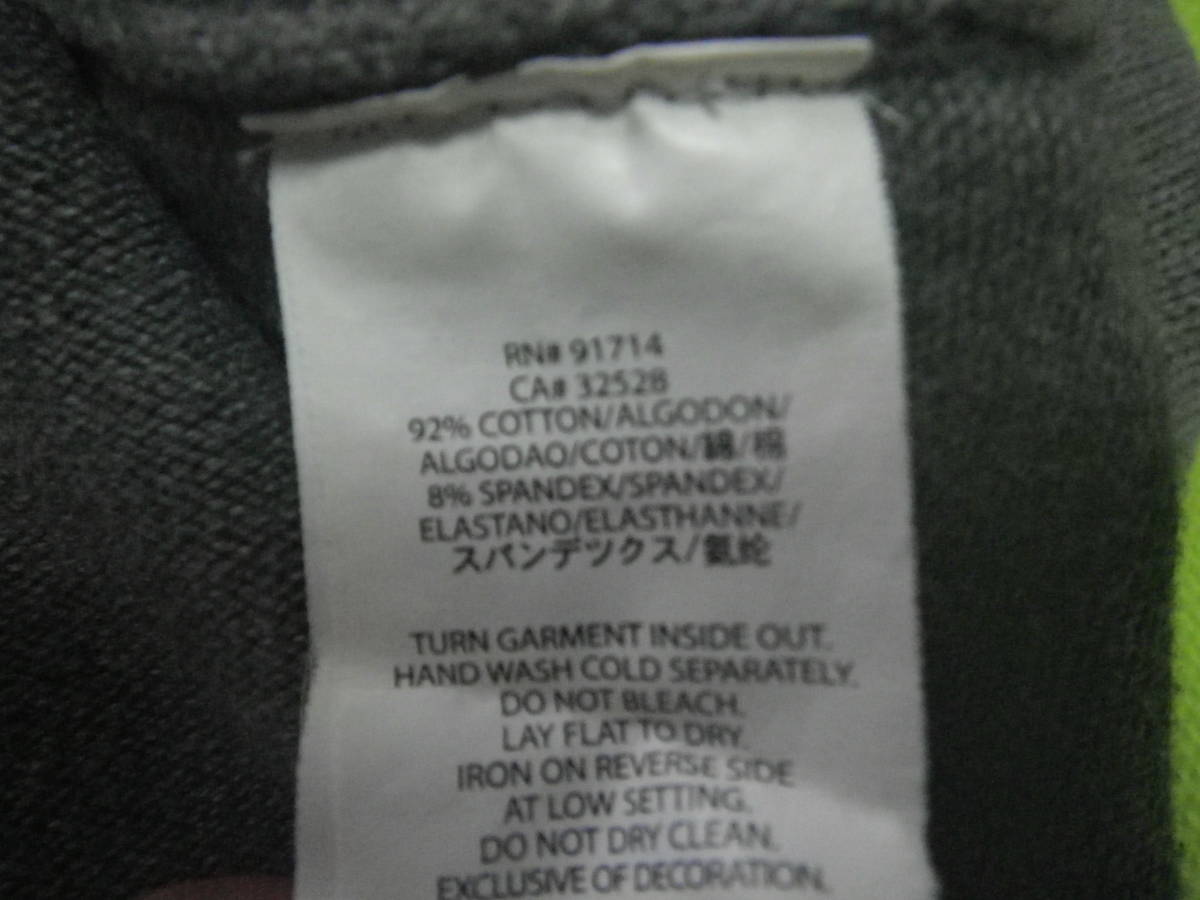 RN# 91714
CA# 32528
92% COTTON/ALGODON/
ALGODAO/COTON/綿/棉
8% SPANDEX/SPANDEX/
ELASTANO/ELASTHANNE/
スパンデックス/氨纶
TURN GARMENT INSIDE OUT.
HAND WASH COLD SEPARATELY.
DO NOT BLEACH.
LAY FLAT TO DRY.
IRON ON REVERSE SIDE
AT LOW SETTING.
DO NOT DRY CLEAN.
EXCLUSIVE OF DECORATION.